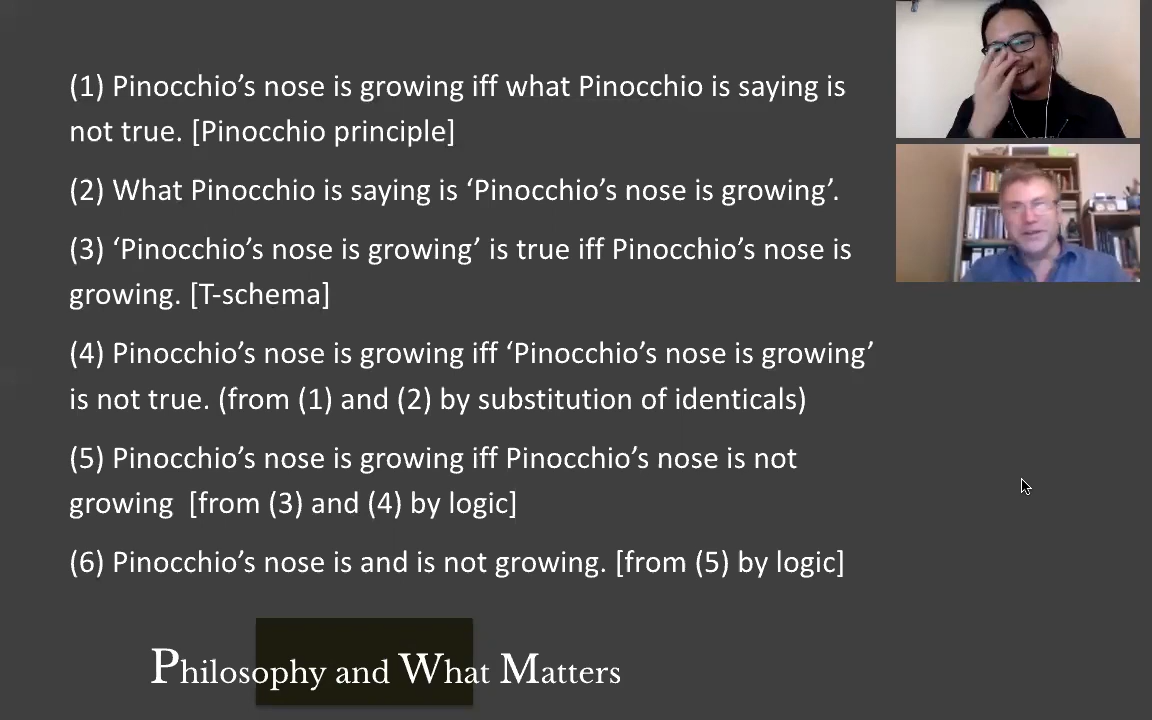 (1) Pinocchio’s nose is growing iff what Pinocchio is saying is
not true. [Pinocchio principle]
(2) What Pinocchio is saying is ‘Pinocchio’s nose is growing’.
(3) ‘Pinocchio’s nose is growing’ is true iff Pinocchio’s nose is
growing. [T-schema]
(4) Pinocchio’s nose is growing iff ‘Pinocchio’s nose is growing’
is not true. (from (1) and (2) by substitution of identicals)
(5) Pinocchio’s nose is growing iff Pinocchio’s nose is not
growing [from (3) and (4) by logic]
(6) Pinocchio’s nose is and is not growing. [from (5) by logic]
Philosophy and What Matters